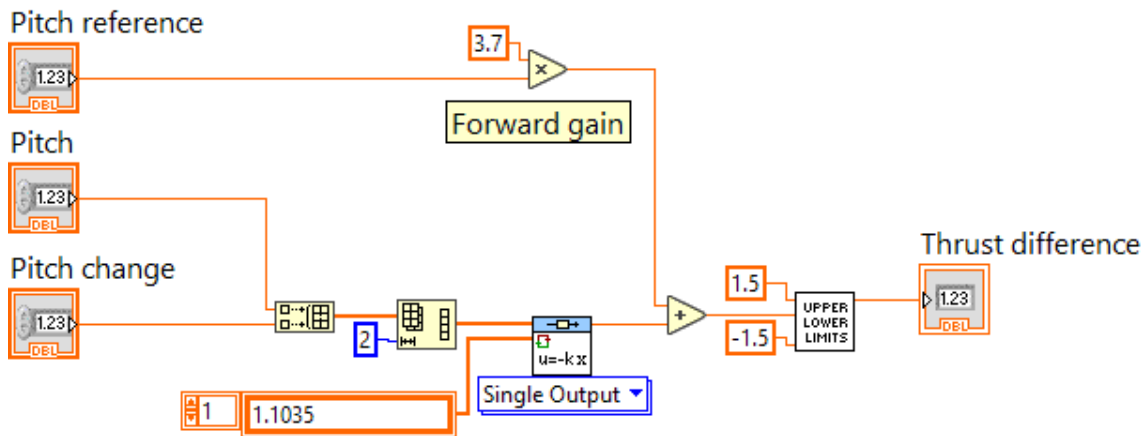 Pitch reference
1.23
DBL
3.7
×
Forward gain
Pitch
1.23
DBL
Pitch change
1.23
DBL
2
u=-kx
Single Output
1
1.1035
+
1.5
-1.5
UPPER
LOWER
LIMITS
Thrust difference
1.23
DBL